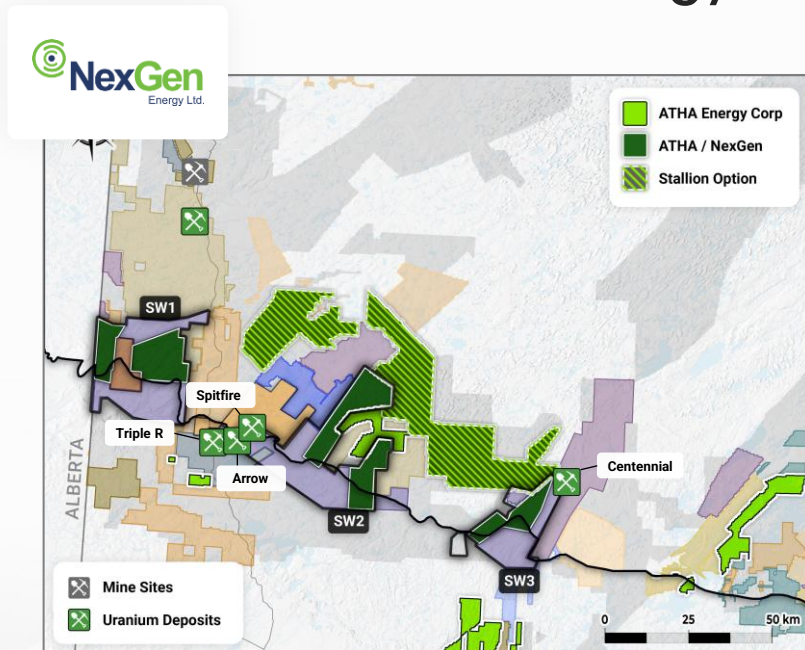 NexGen
Energy Ltd.
ATHA Energy Corp
ATHA / NexGen
Stallion Option
SW1
Spitfire
Triple R
Arrow
Centennial
ALBERTA
SW2
SW3
Mine Sites
Uranium Deposits
0 25 50 km